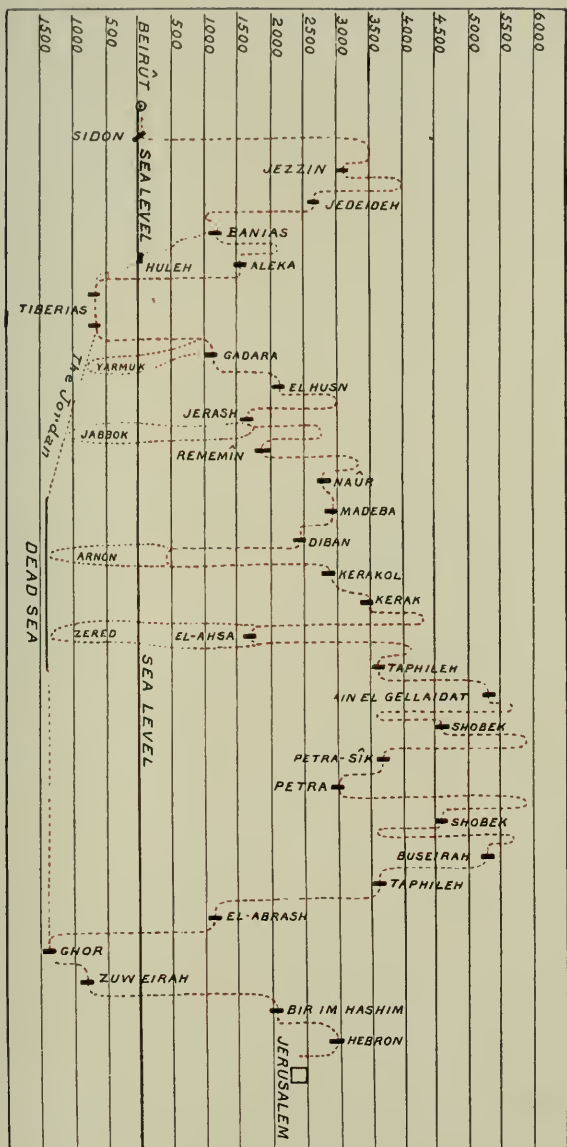 1500
1000
500
BEIRÛT
500
1000
1500
2000
2500
3000
3500
4000
4500
5000
5500
6000
SIDON
SEA LEVEL
JEZZIN
JEDEIDEH
BANIAS
HULEH
ALEKA
TIBERIAS
The Jordan
YARMUK
GADARA
EL HUSN
JERASH
JABBOK
REMEMÎN
NAÛR
MADEBA
DIBAN
ARNON
KERAKOL
KERAK
DEAD SEA
ZERED
EL-AHSA
SEA LEVEL
TAPHILEH
AIN EL GELLAIDAT
SHOBEK
PETRA-SÎK
PETRA
SHOBEK
BUSEIRAH
TAPHILEH
EL-ABRASH
GHOR
ZUWEIRAH
BIR IM HASHIM
HEBRON
JERUSALEM